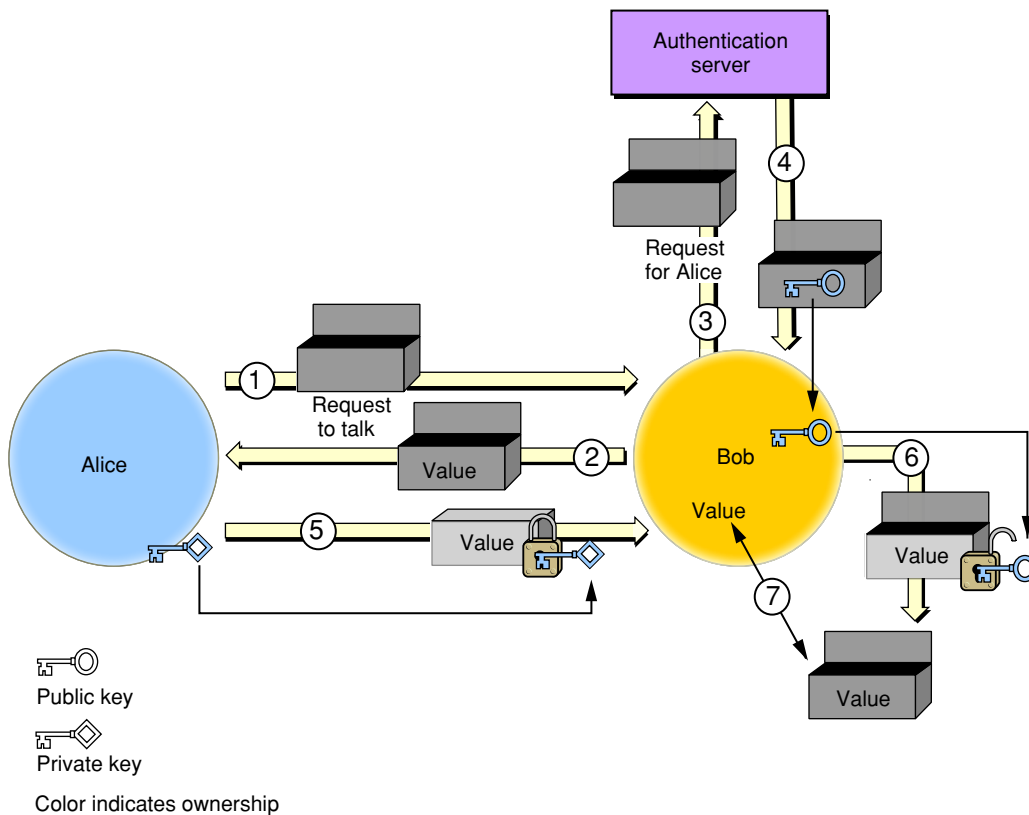 Authentication
server
4
Request
for Alice
3
1
Request
to talk
2
Value
Alice
Bob
6
Value
5
Value
Value
7
Value
Public key
Private key
Color indicates ownership